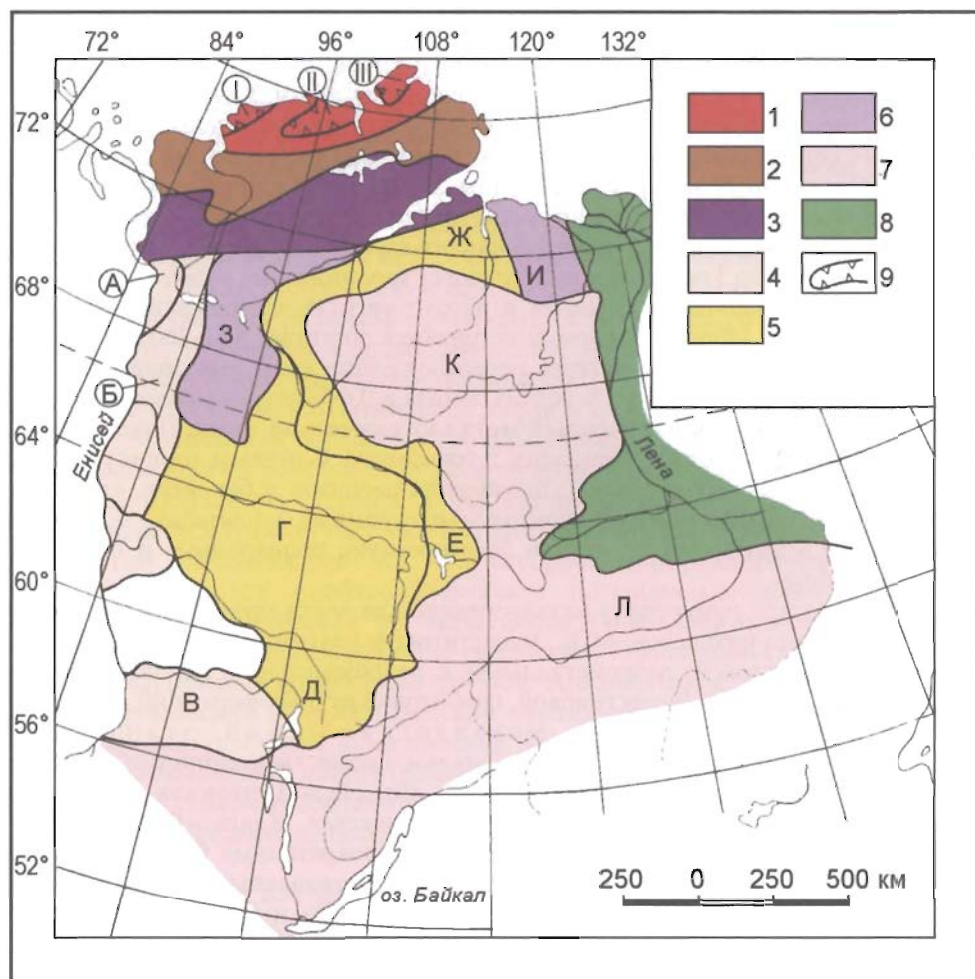 72° 84° 96° 108° 120° 132°
I II III
72°
68°
64°
60°
56°
52°
А
Б
В
Г
Д
Е
Ж
З
И
К
Л
Енисей
Лена
оз. Байкал
1 6
2 7
3 8
4 9
5
250 0 250 500 км